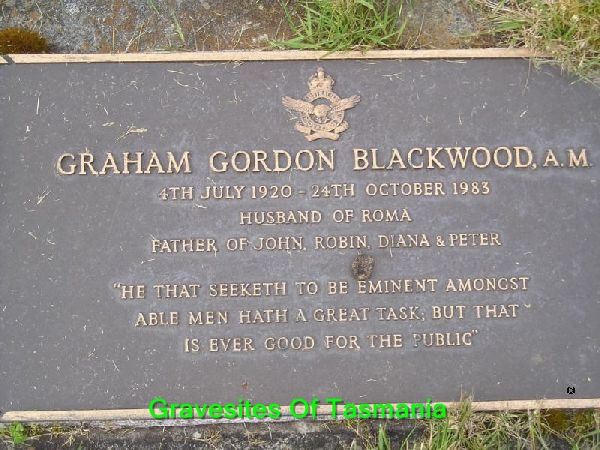 GRAHAM GORDON BLACKWOOD, A.M.
4TH JULY 1920 - 24TH OCTOBER 1983
HUSBAND OF ROMA
FATHER OF JOHN, ROBIN, DIANA & PETER
"HE THAT SEEKETH TO BE EMINENT AMONGST
ABLE MEN HATH A GREAT TASK; BUT THAT
IS EVER GOOD FOR THE PUBLIC"
Gravesites Of Tasmania